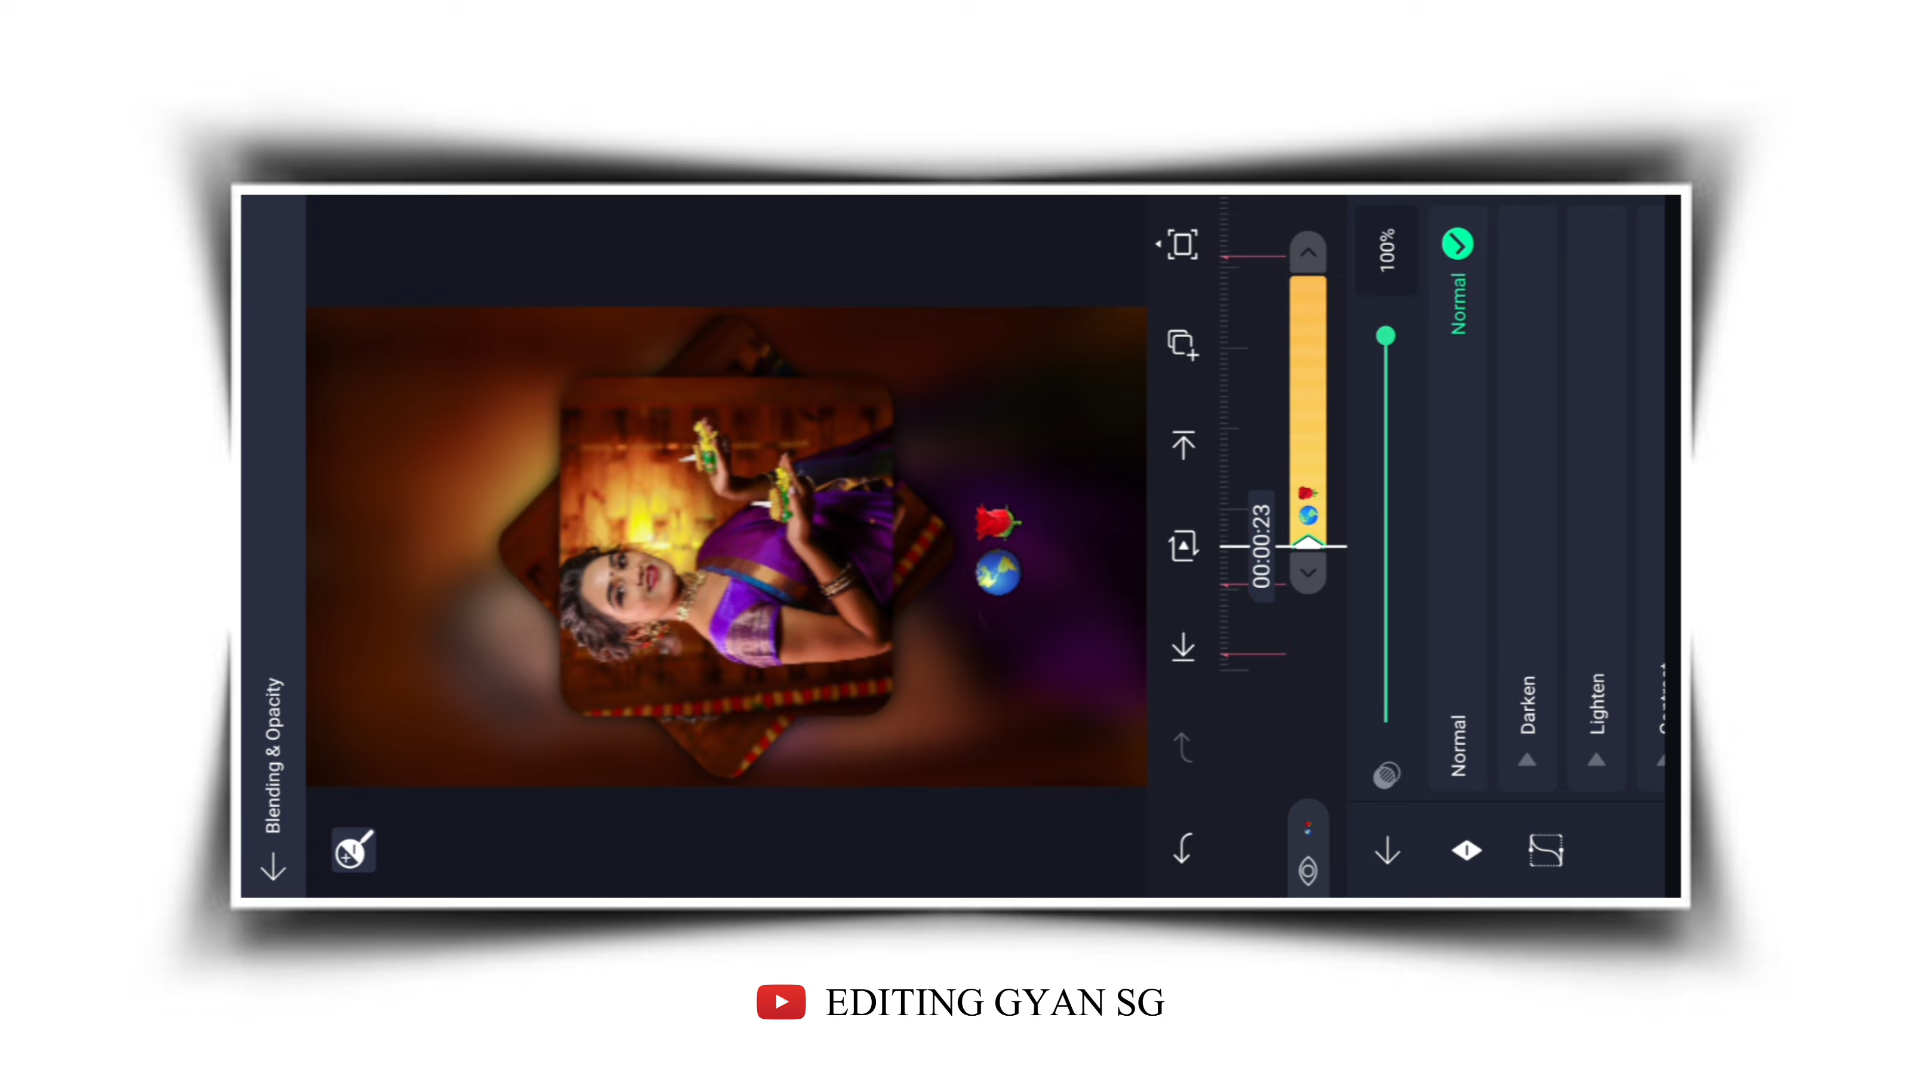 Blending & Opacity
00:00:23
100%
Normal
Normal
Darken
Lighten
EDITING GYAN SG